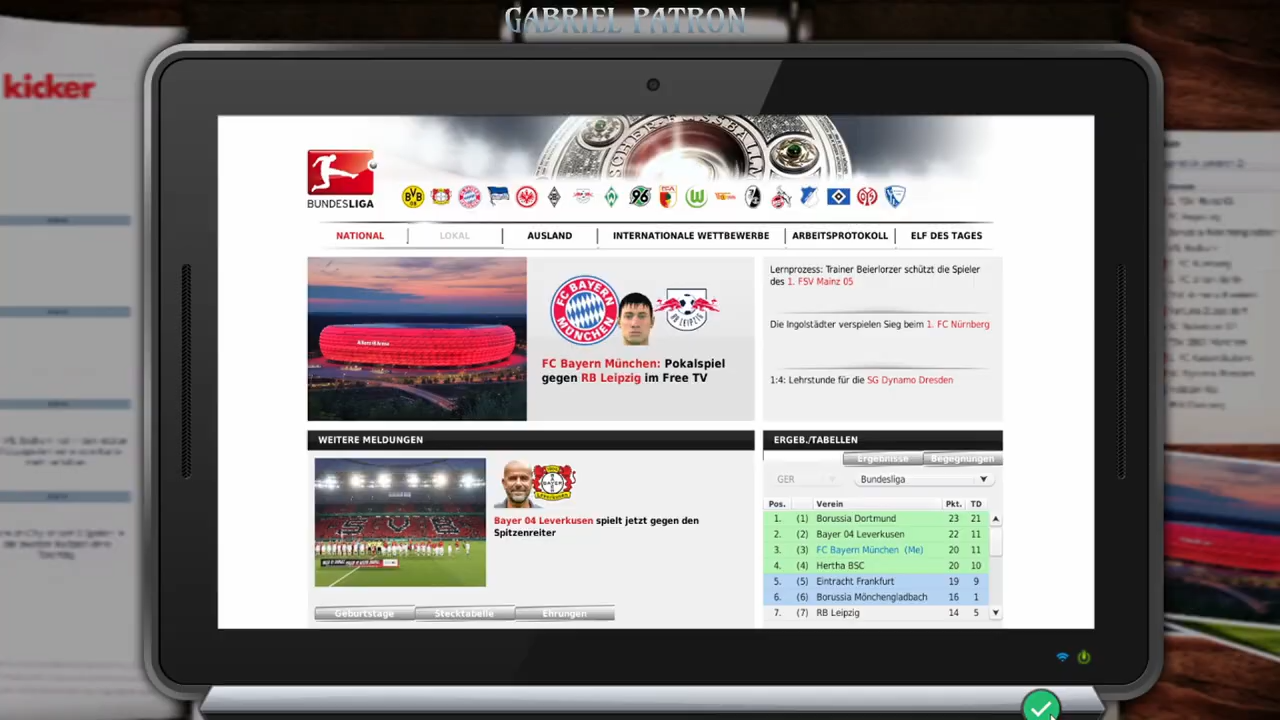 GABRIEL PATRON
kicker
BUNDESLIGA
NATIONAL
LOKAL
AUSLAND
INTERNATIONALE WETTBEWERBE
ARBEITSPROTOKOLL
ELF DES TAGES
FC Bayern München: Pokalspiel
gegen RB Leipzig im Free TV
Lernprozess: Trainer Beierlorzer schützt die Spieler
des 1. FSV Mainz 05
Die Ingolstädter verspielen Sieg beim 1. FC Nürnberg
1:4: Lehrstunde für die SG Dynamo Dresden
WEITERE MELDUNGEN
Bayer 04 Leverkusen spielt jetzt gegen den
Spitzenreiter
Geburtstage
Stecktabelle
Ehrungen
ERGEB./TABELLEN
Ergebnisse
Begegnungen
GER
Bundesliga
Pos. Verein Pkt. TD
1. (1) Borussia Dortmund 23 21
2. (2) Bayer 04 Leverkusen 22 11
3. (3) FC Bayern München (Me) 20 11
4. (4) Hertha BSC 20 10
5. (5) Eintracht Frankfurt 19 9
6. (6) Borussia Mönchengladbach 16 1
7. (7) RB Leipzig 14 5